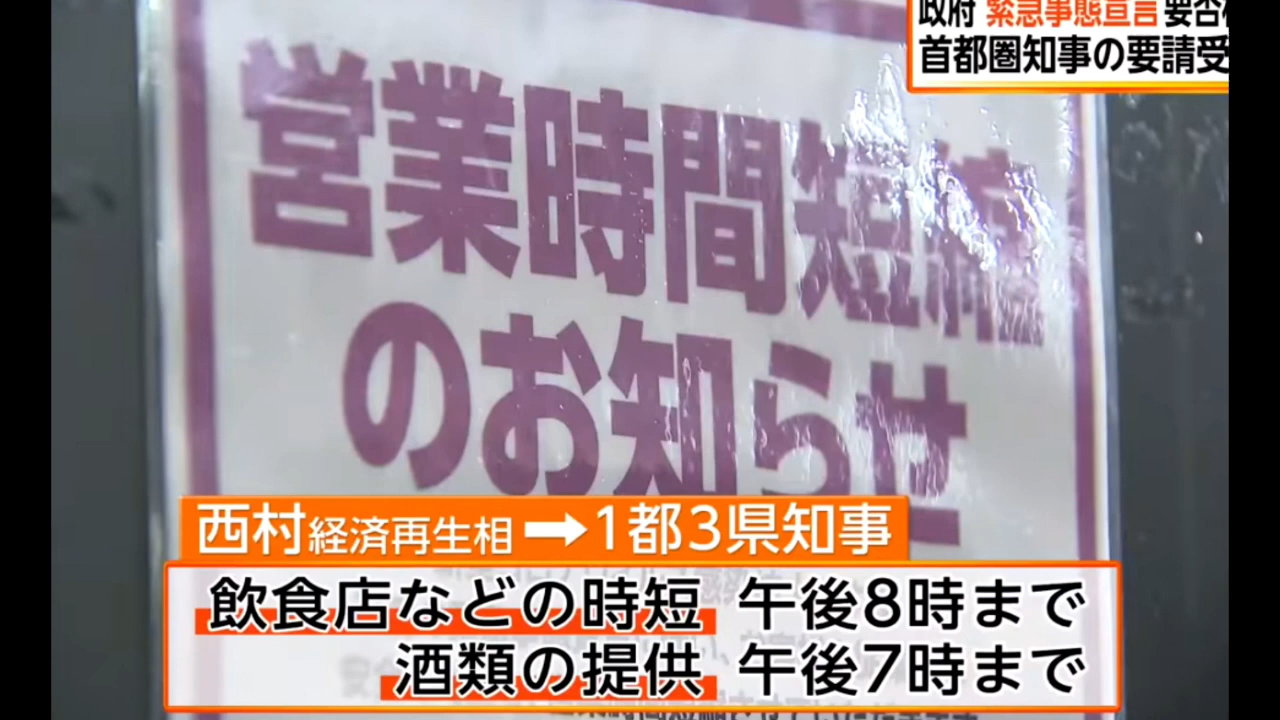 政府 緊急事態宣言 要否
首都圏知事の要請受
営業時間短縮
のお知らせ
西村経済再生相➡1都3県知事
飲食店などの時短 午後8時まで
酒類の提供 午後7時まで